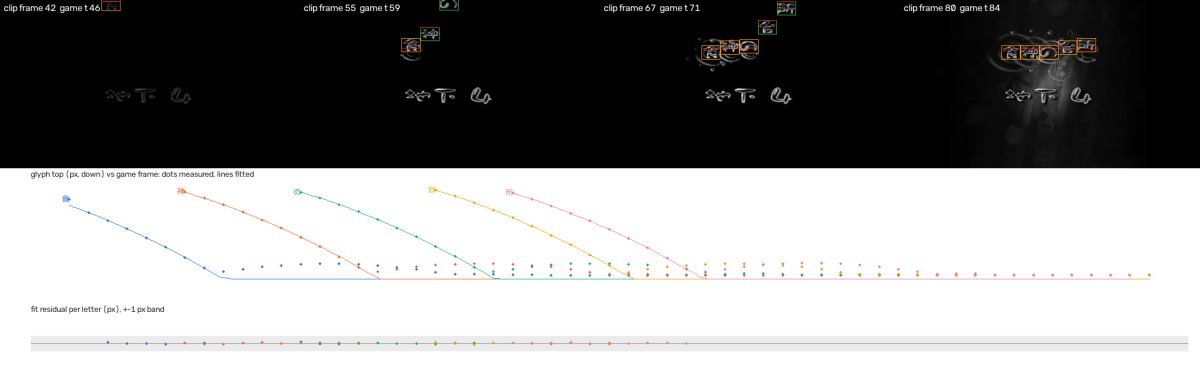 clip frame 42 game t 46
clip frame 55 game t 59
clip frame 67 game t 71
clip frame 80 game t 84
glyph top (px, down) vs game frame: dots measured, lines fitted
fit residual per letter (px), +-1 px band